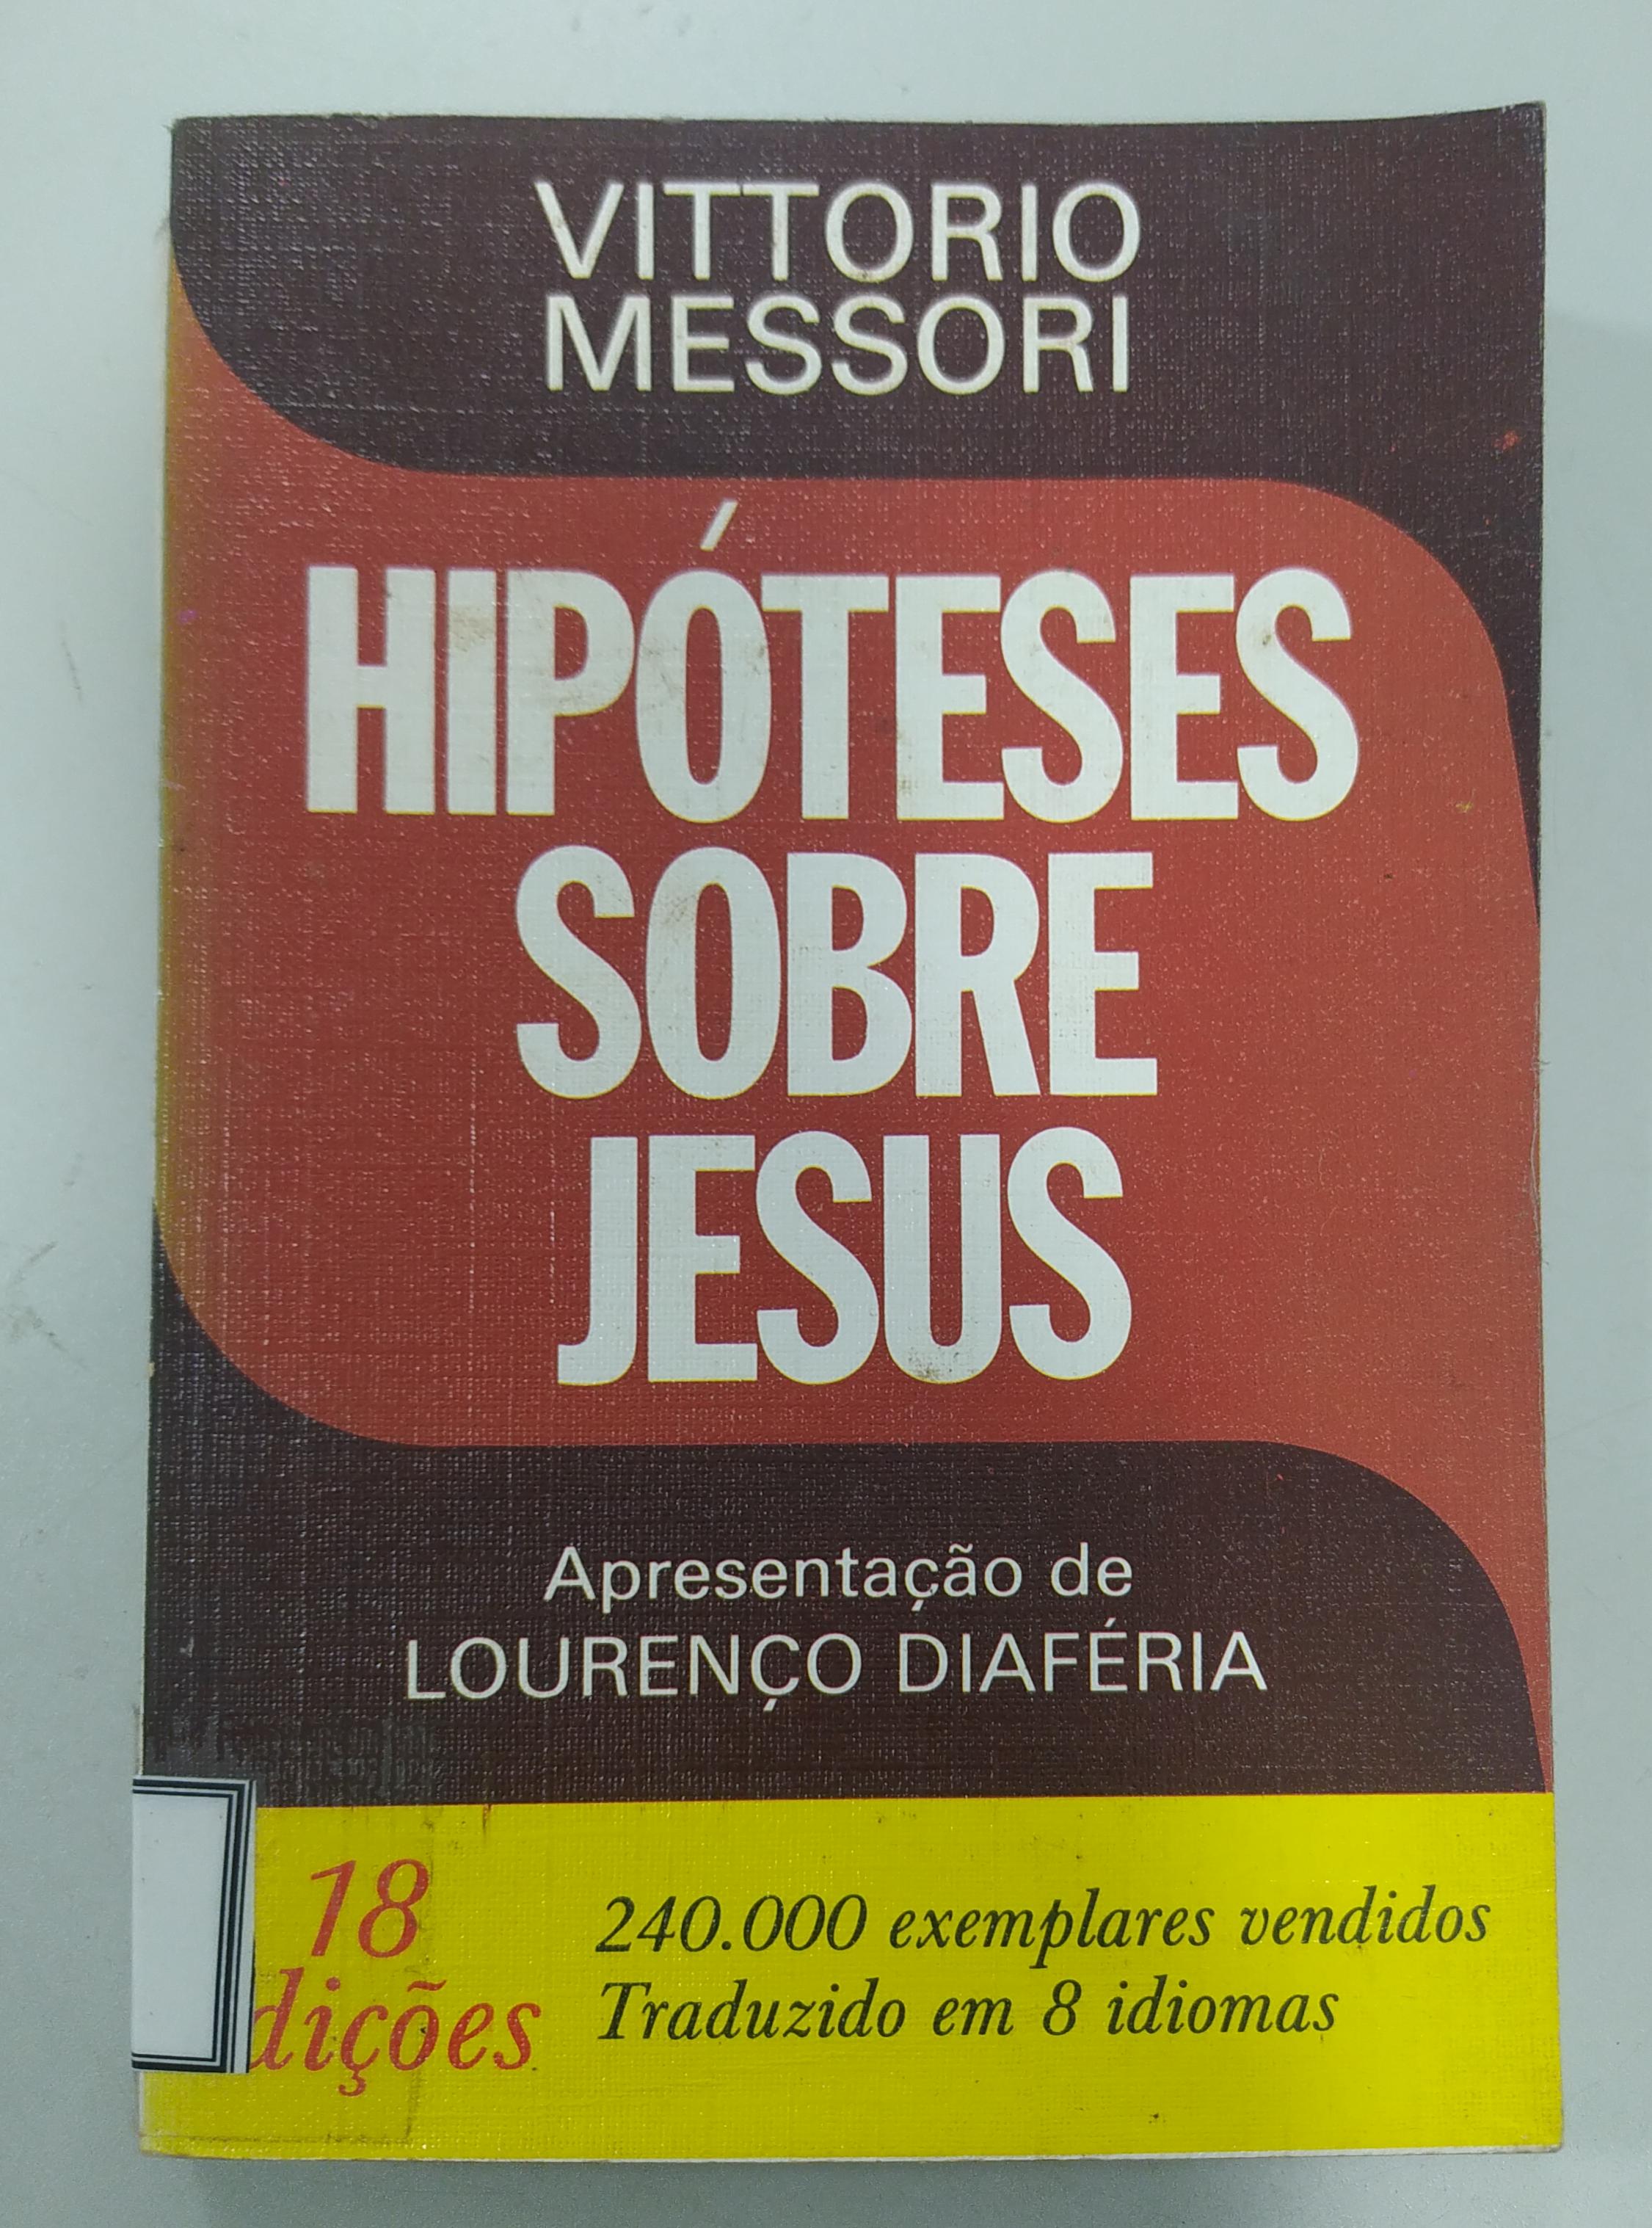 VITTORIO
MESSORI
HIPÓTESES
SOBRE
JESUS
Apresentação de
LOURENÇO DIAFÉRIA
18
dições
240.000 exemplares vendidos
Traduzido em 8 idiomas